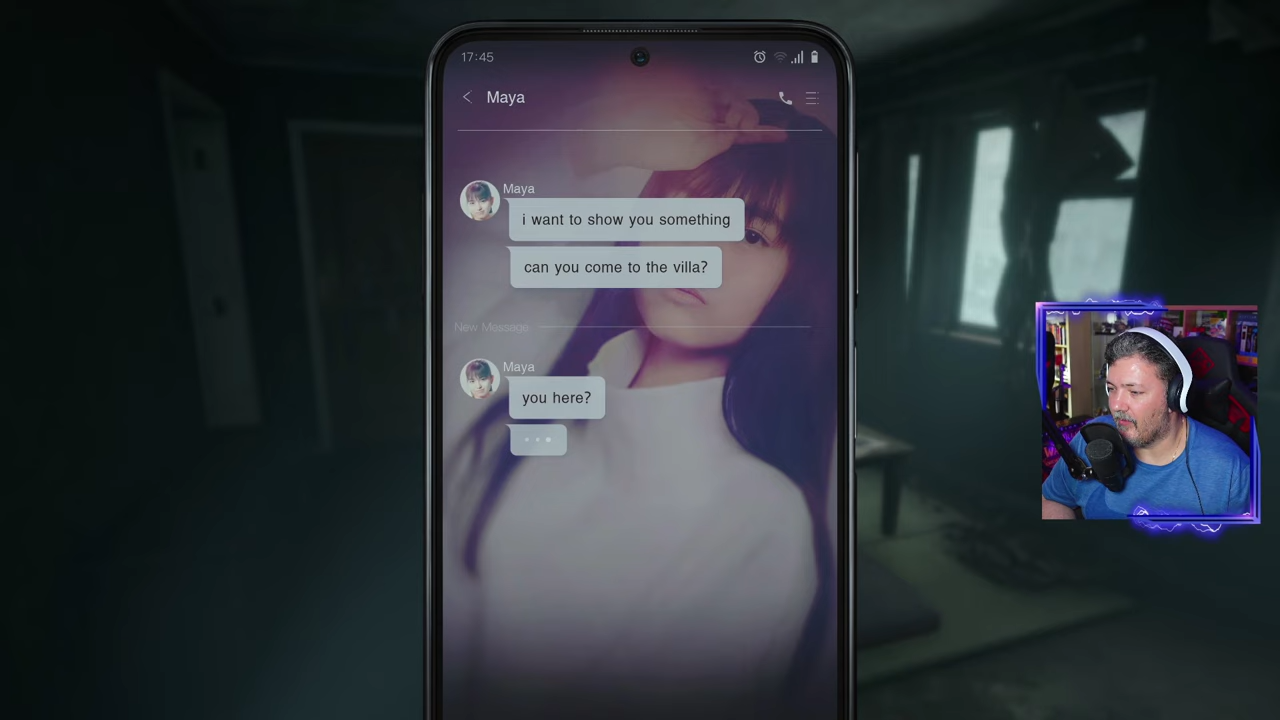 17:45
Maya
Maya
i want to show you something
can you come to the villa?
New Message
Maya
you here?